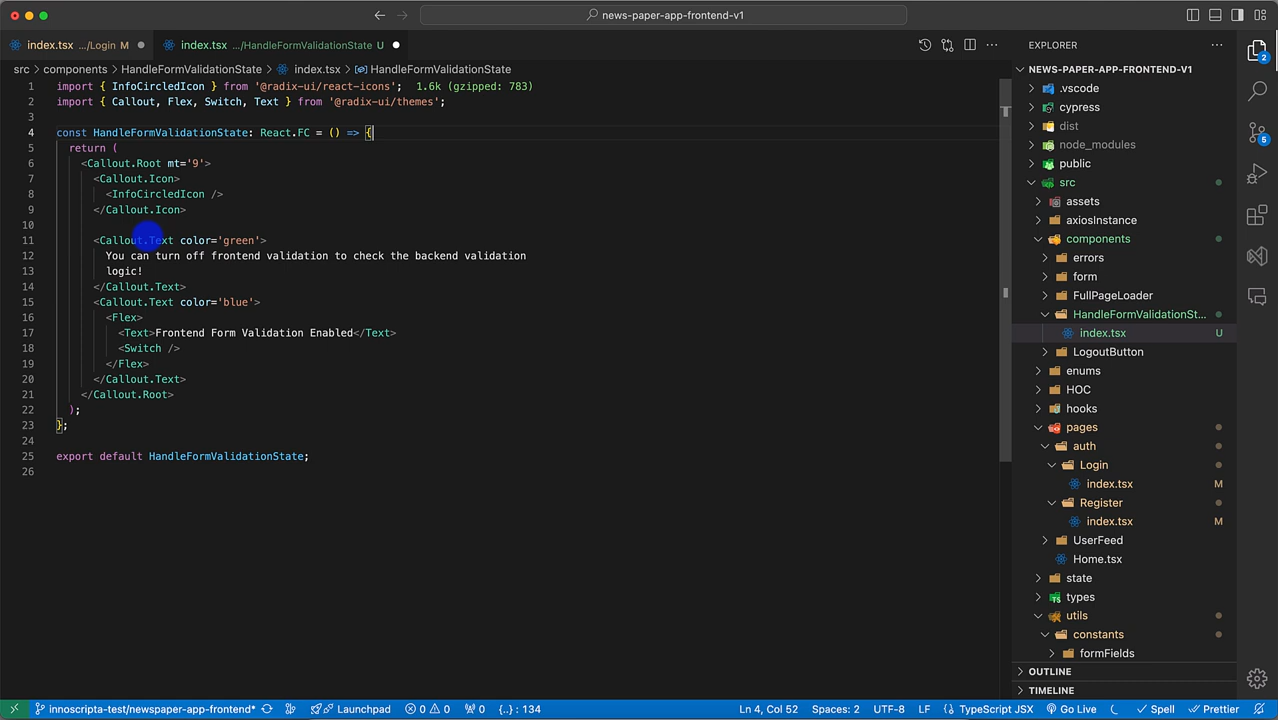 news-paper-app-frontend-v1
index.tsx .../Login M
index.tsx .../HandleFormValidationState U
src > components > HandleFormValidationState > index.tsx > HandleFormValidationState
1 import { InfoCircledIcon } from '@radix-ui/react-icons'; 1.6k (gzipped: 783)
2 import { Callout, Flex, Switch, Text } from '@radix-ui/themes';
3
4 const HandleFormValidationState: React.FC = () => {
5 return (
6 <Callout.Root mt='9'>
7 <Callout.Icon>
8 <InfoCircledIcon />
9 </Callout.Icon>
10
11 <Callout.Text color='green'>
12 You can turn off frontend validation to check the backend validation
13 logic!
14 </Callout.Text>
15 <Callout.Text color='blue'>
16 <Flex>
17 <Text>Frontend Form Validation Enabled</Text>
18 <Switch />
19 </Flex>
20 </Callout.Text>
21 </Callout.Root>
22 );
23 };
24
25 export default HandleFormValidationState;
26
EXPLORER
NEWS-PAPER-APP-FRONTEND-V1
.vscode
cypress
dist
node_modules
public
src
assets
axiosInstance
components
errors
form
FullPageLoader
HandleFormValidationSt...
index.tsx U
LogoutButton
enums
HOC
hooks
pages
auth
Login
index.tsx M
Register
index.tsx M
UserFeed
Home.tsx
state
types
utils
constants
formFields
OUTLINE
TIMELINE
2
5
innoscripta-test/newspaper-app-frontend* Launchpad 0 0 0 {..} : 134 Ln 4, Col 52 Spaces: 2 UTF-8 LF TypeScript JSX Go Live Spell Prettier